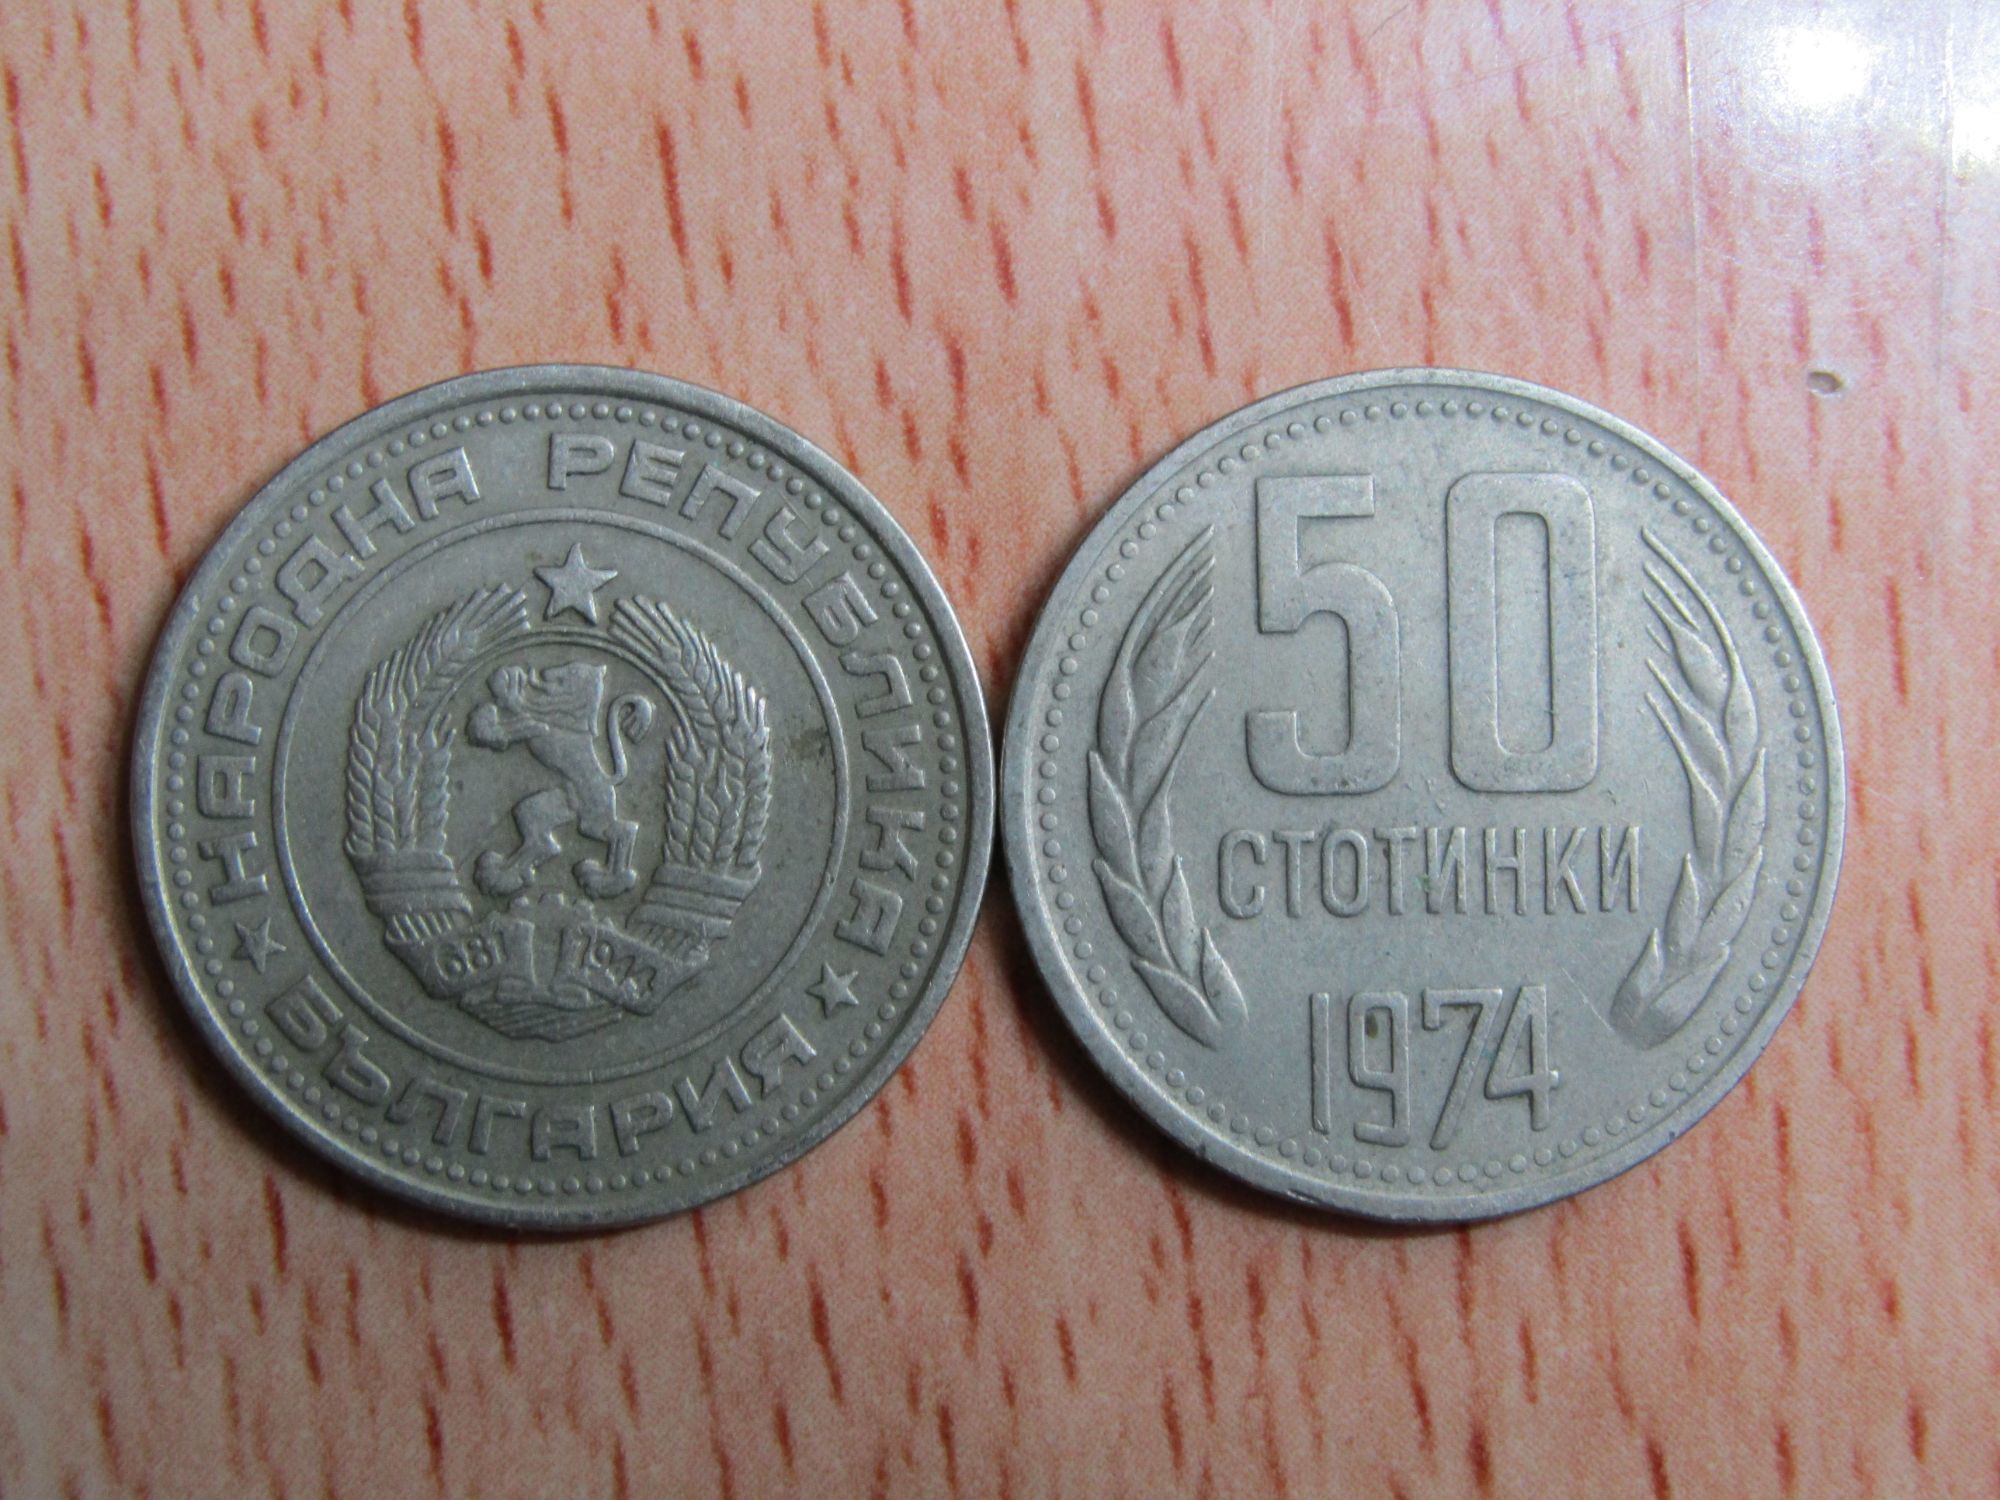 НАРОДНА РЕПУБЛИКА
★ БЪЛГАРИЯ ★
681 1944
50
СТОТИНКИ
1974